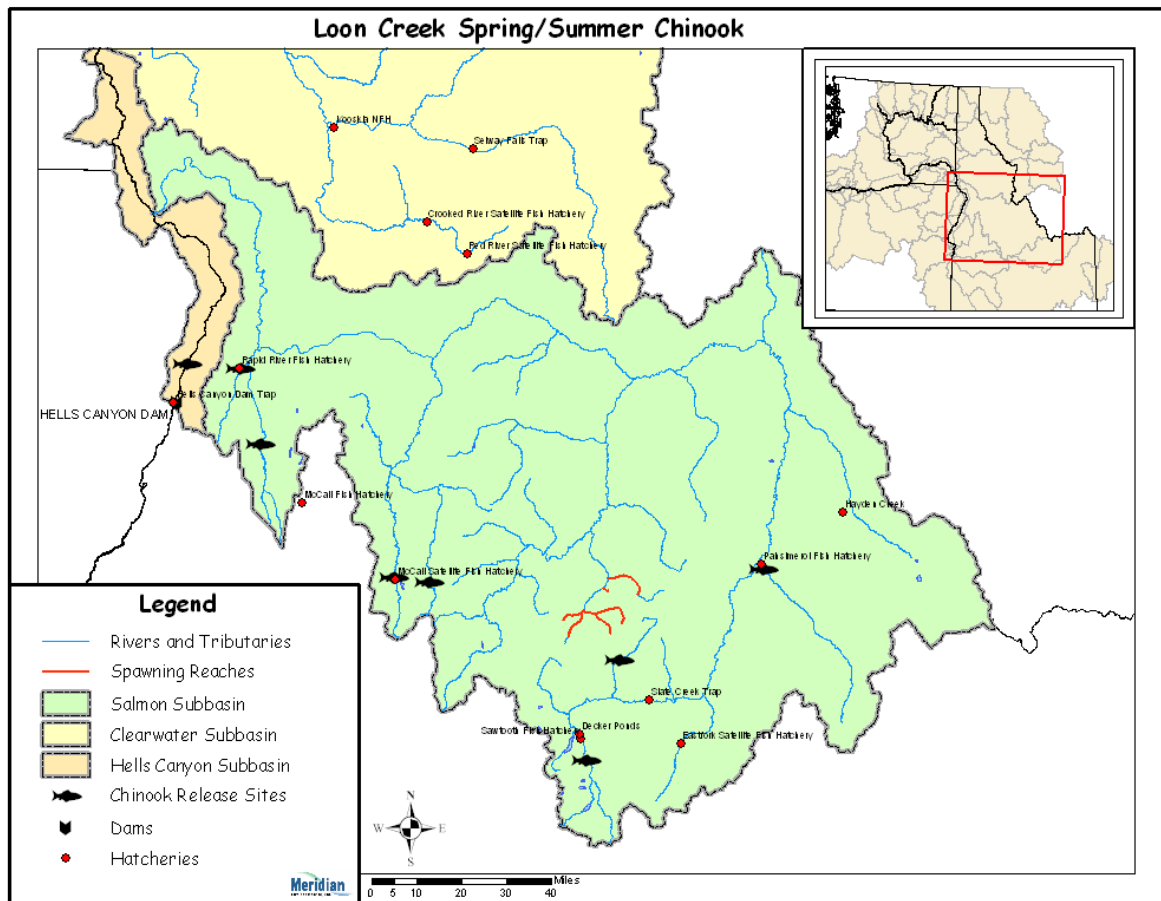 Loon Creek Spring/Summer Chinook
Kooskia NFH
Selway Falls Trap
Crooked River Satellite Fish Hatchery
Red River Satellite Fish Hatchery
Rapid River Fish Hatchery
Hells Canyon Dam Trap
HELLS CANYON DAM
McCall Fish Hatchery
Hayden Creek
Pahsimeroi Fish Hatchery
McCall Satellite Fish Hatchery
Slate Creek Trap
Decker Ponds
Sawtooth Fish Hatchery
Eastfork Satellite Fish Hatchery
Legend
Rivers and Tributaries
Spawning Reaches
Salmon Subbasin
Clearwater Subbasin
Hells Canyon Subbasin
Chinook Release Sites
Dams
Hatcheries
Meridian
N
W E
S
Miles
0 5 10 20 30 40